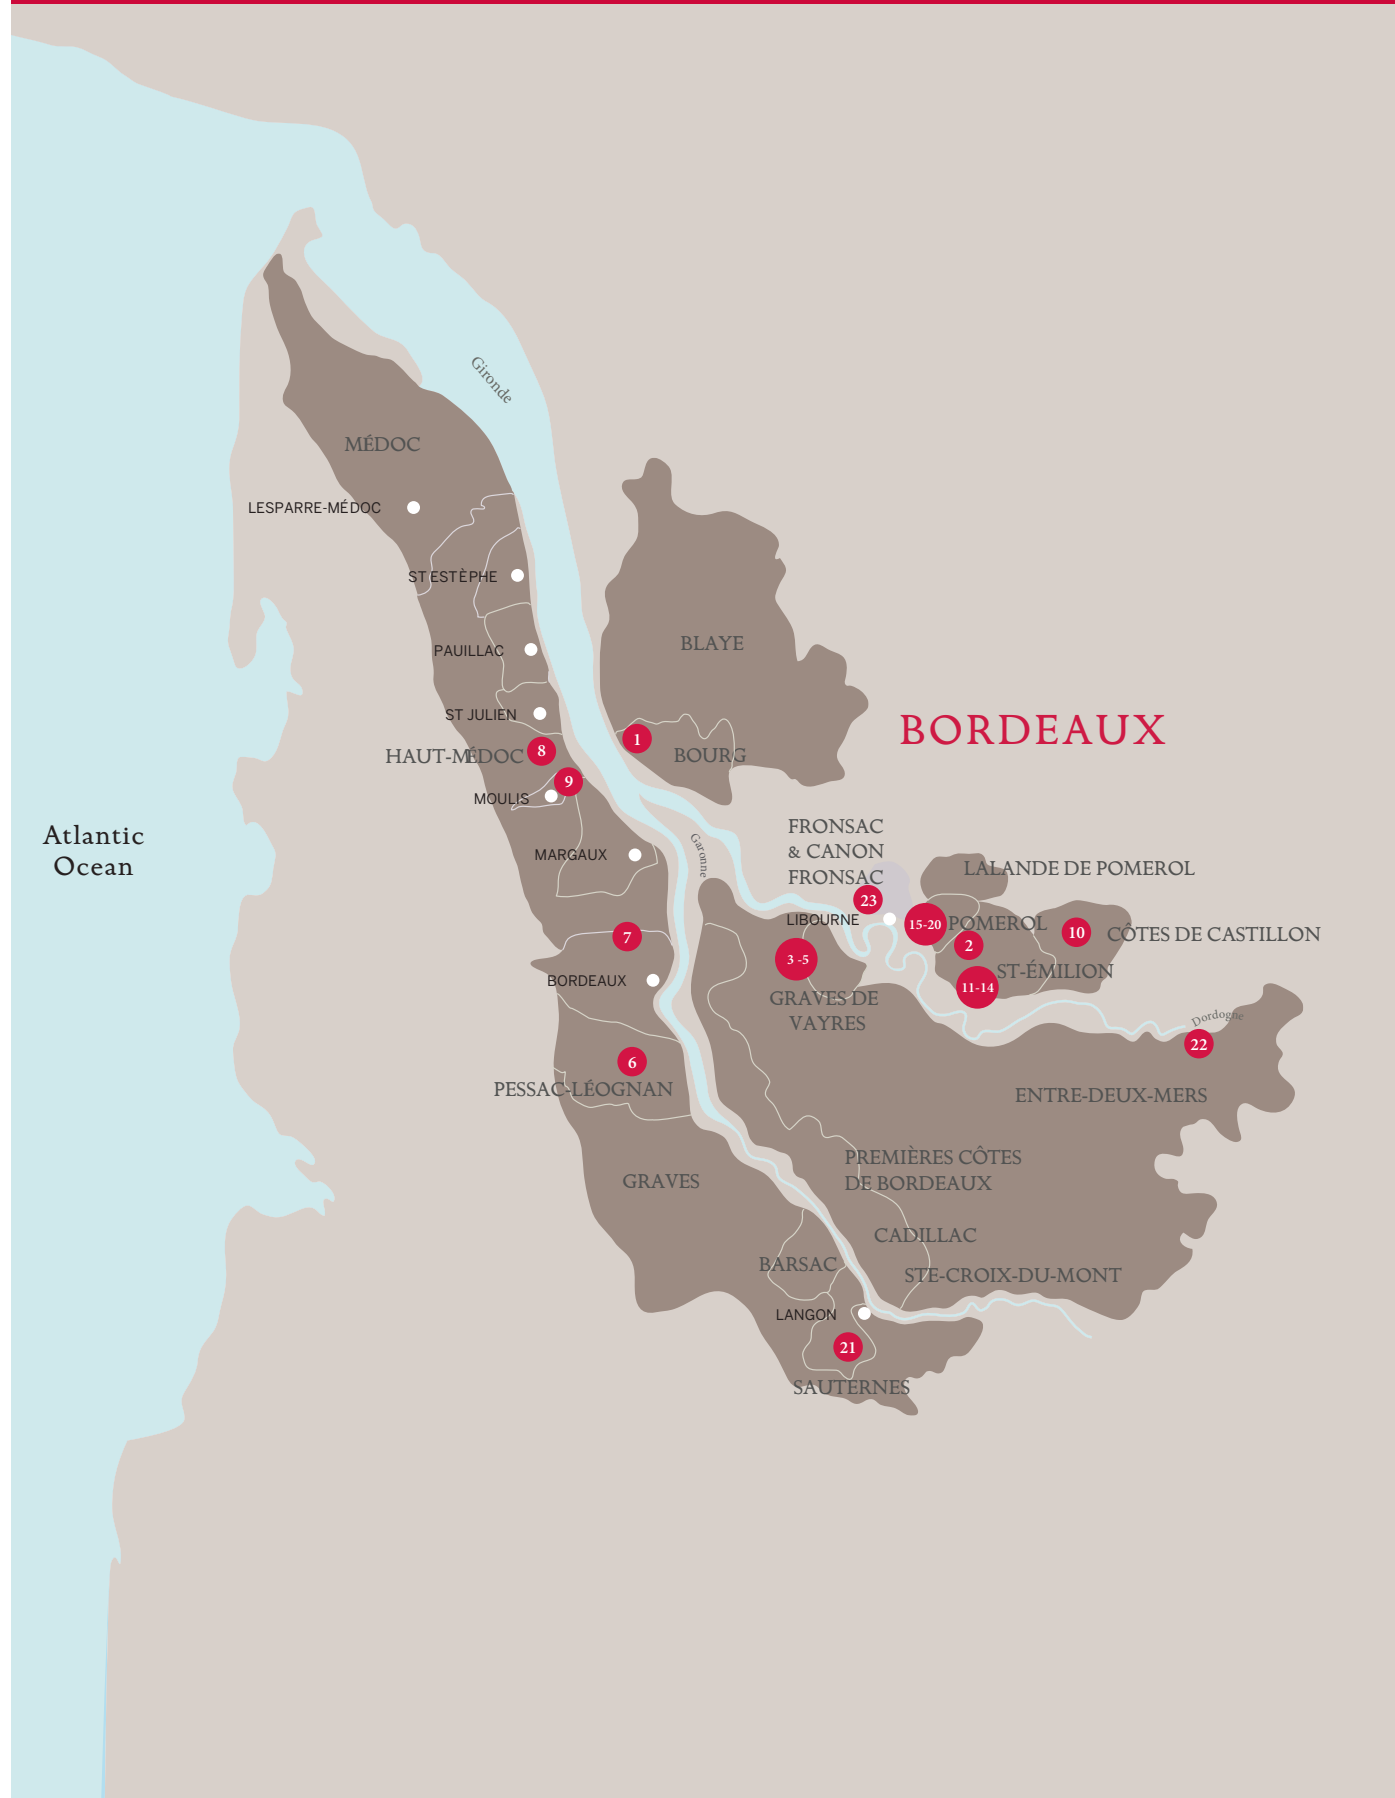 Gironde
MÉDOC
LESPARRE-MÉDOC
ST ESTÈPHE
BLAYE
PAUILLAC
ST JULIEN
BORDEAUX
1
8
HAUT-MÉDOC
BOURG
9
MOULIS
Atlantic
Ocean
FRONSAC
& CANON
FRONSAC
Garonne
MARGAUX
LALANDE DE POMEROL
23
LIBOURNE
15-20
POMEROL
10
CÔTES DE CASTILLON
7
2
3 -5
ST-ÉMILION
BORDEAUX
11-14
GRAVES DE
VAYRES
Dordogne
22
6
PESSAC-LÉOGNAN
ENTRE-DEUX-MERS
PREMIÈRES CÔTES
DE BORDEAUX
GRAVES
CADILLAC
BARSAC
STE-CROIX-DU-MONT
LANGON
21
SAUTERNES